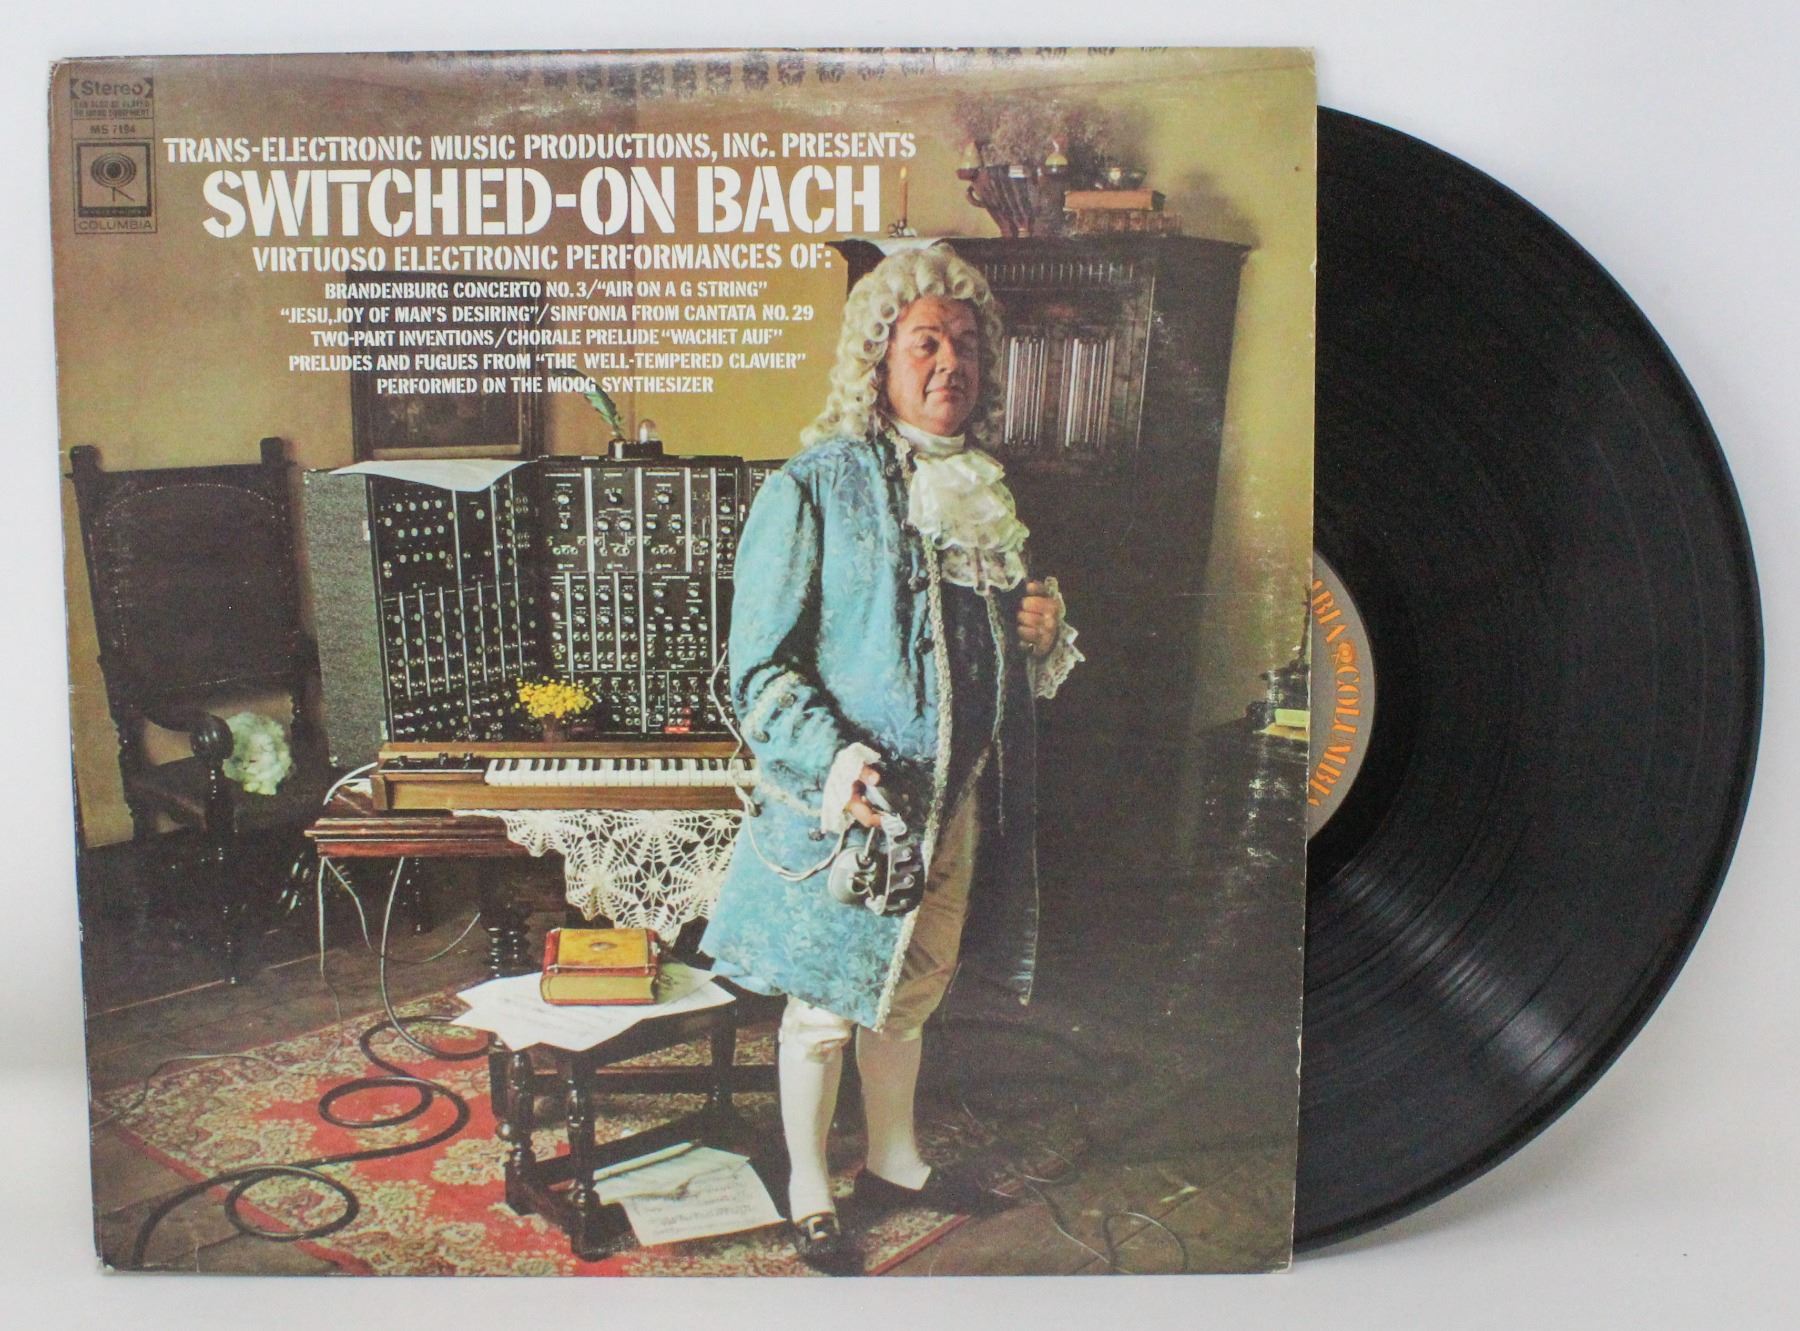 Stereo
MS 7194
COLUMBIA
TRANS-ELECTRONIC MUSIC PRODUCTIONS, INC. PRESENTS
SWITCHED-ON BACH
VIRTUOSO ELECTRONIC PERFORMANCES OF:
BRANDENBURG CONCERTO NO. 3/"AIR ON A G STRING"
"JESU, JOY OF MAN'S DESIRING"/SINFONIA FROM CANTATA NO. 29
TWO-PART INVENTIONS/CHORALE PRELUDE "WACHET AUF"
PRELUDES AND FUGUES FROM "THE WELL-TEMPERED CLAVIER"
PERFORMED ON THE MOOG SYNTHESIZER
COLUMBIA